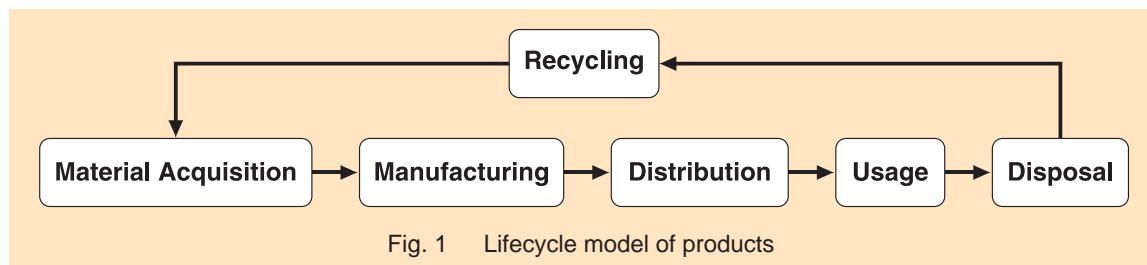 Recycling
Material Acquisition
Manufacturing
Distribution
Usage
Disposal
Fig. 1 Lifecycle model of products